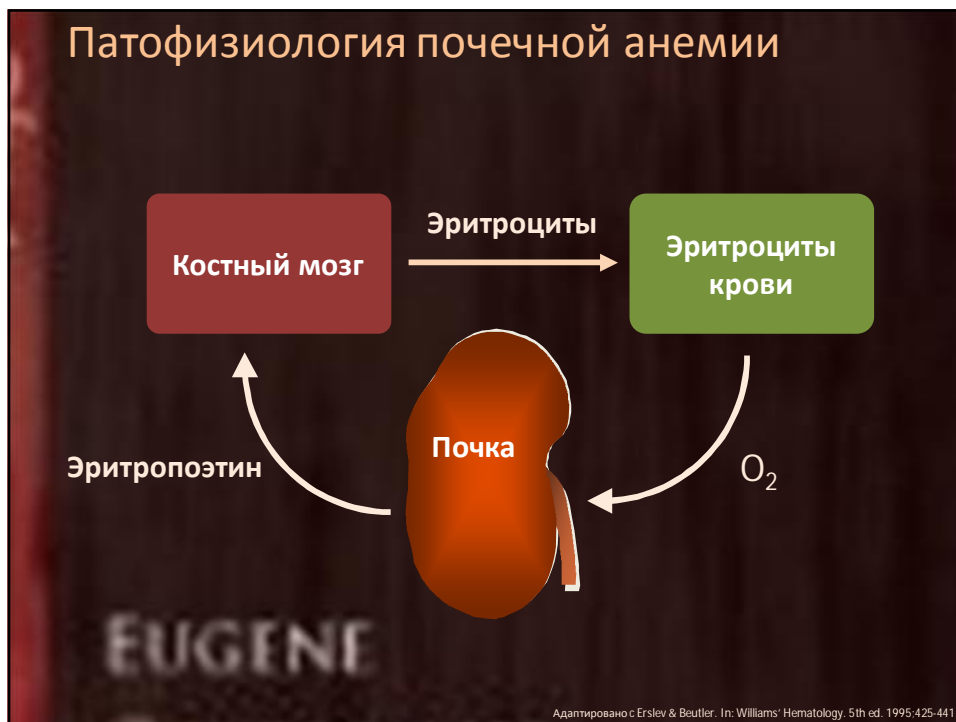 Патофизиология почечной анемии
Эритроциты
Костный мозг
Эритроциты
крови
Почка
Эритропоэтин
O₂
EUGENE
Адаптировано с Erslev & Beutler. In: Williams' Hematology. 5th ed. 1995;425-441